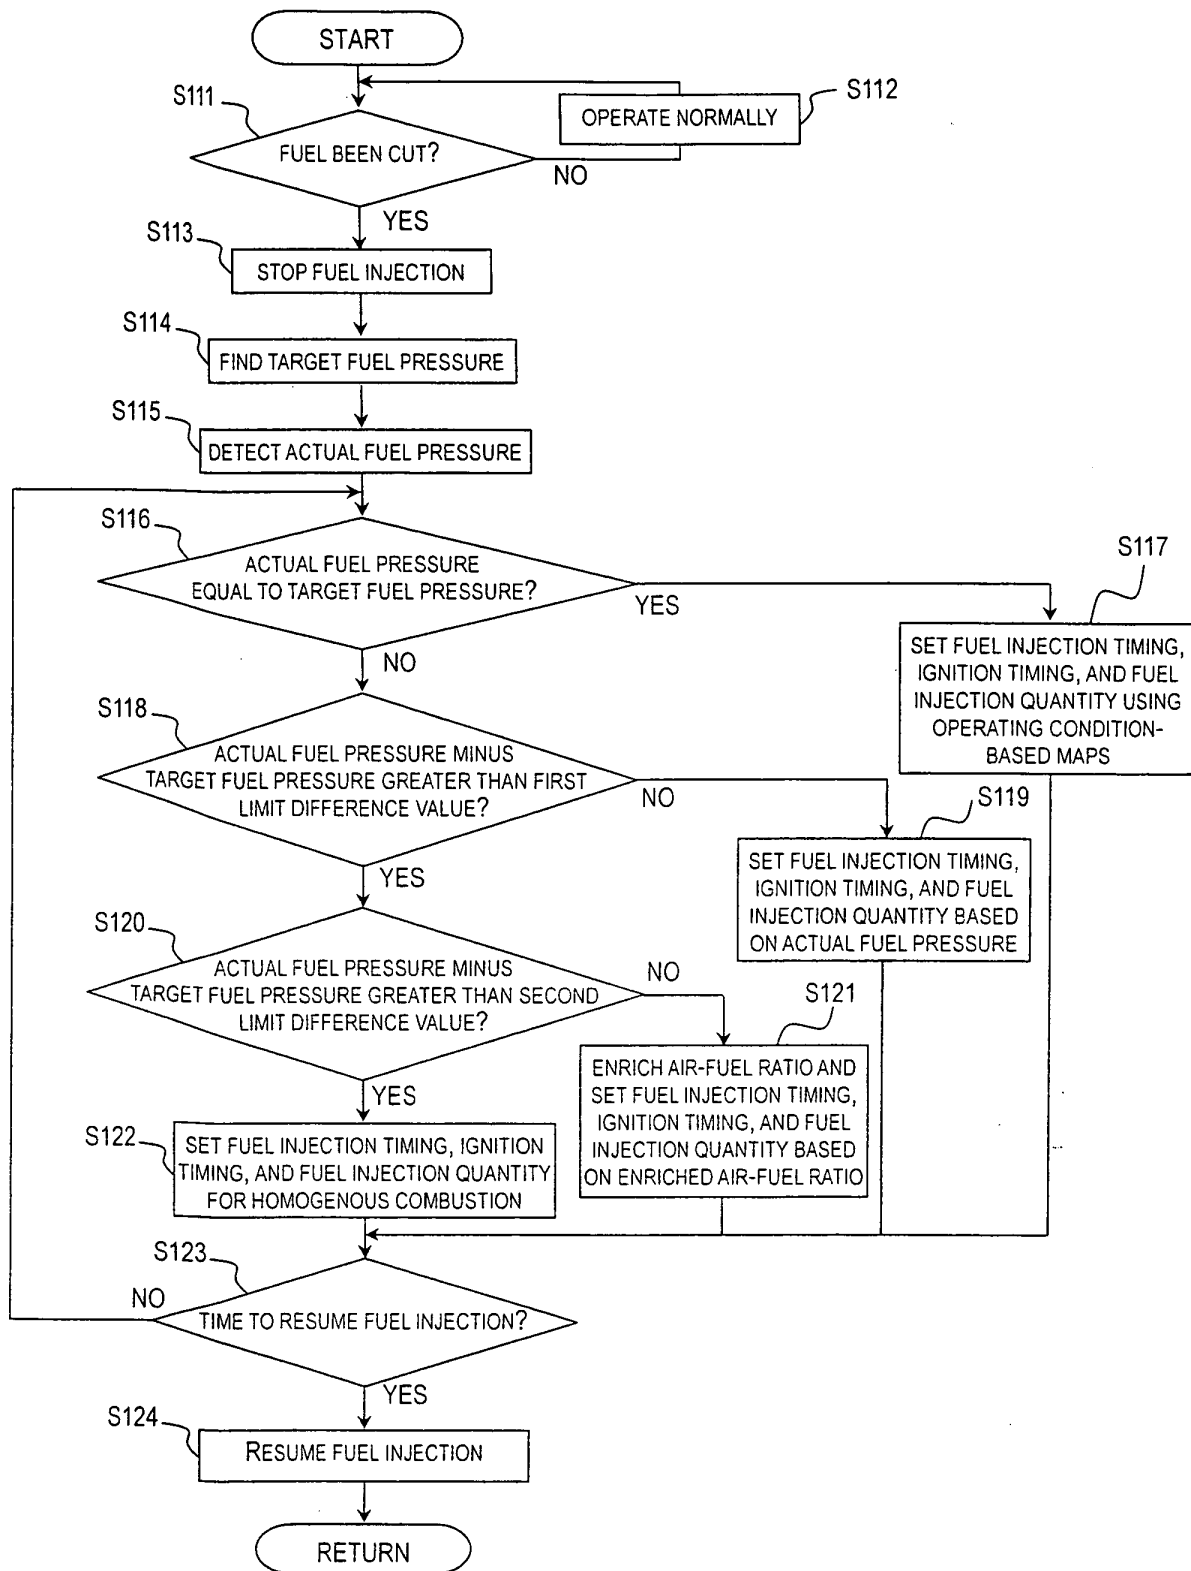 START
S111
S112
OPERATE NORMALLY
FUEL BEEN CUT?
NO
YES
S113
STOP FUEL INJECTION
S114
FIND TARGET FUEL PRESSURE
S115
DETECT ACTUAL FUEL PRESSURE
S116
ACTUAL FUEL PRESSURE
EQUAL TO TARGET FUEL PRESSURE?
YES
NO
S117
SET FUEL INJECTION TIMING,
IGNITION TIMING, AND FUEL
INJECTION QUANTITY USING
OPERATING CONDITION-
BASED MAPS
S118
ACTUAL FUEL PRESSURE MINUS
TARGET FUEL PRESSURE GREATER THAN FIRST
LIMIT DIFFERENCE VALUE?
NO
YES
S119
SET FUEL INJECTION TIMING,
IGNITION TIMING, AND FUEL
INJECTION QUANTITY BASED
ON ACTUAL FUEL PRESSURE
S120
ACTUAL FUEL PRESSURE MINUS
TARGET FUEL PRESSURE GREATER THAN SECOND
LIMIT DIFFERENCE VALUE?
NO
YES
S121
ENRICH AIR-FUEL RATIO AND
SET FUEL INJECTION TIMING,
IGNITION TIMING, AND FUEL
INJECTION QUANTITY BASED
ON ENRICHED AIR-FUEL RATIO
S122
SET FUEL INJECTION TIMING, IGNITION
TIMING, AND FUEL INJECTION QUANTITY
FOR HOMOGENOUS COMBUSTION
S123
NO
TIME TO RESUME FUEL INJECTION?
YES
S124
RESUME FUEL INJECTION
RETURN